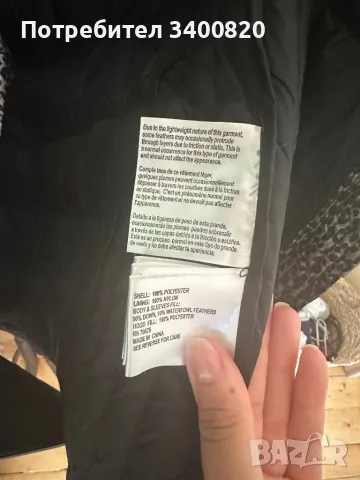 Потребител 3400820
Due to the lightweight nature of this garment,
some feathers may occasionally protrude
through layers due to friction or static. This is
a normal occurrence for this type of garment
and should not affect the appearance.
Compte tenu de ce vêtement léger,
quelques plumes peuvent occasionnellement
dépasser à travers les couches suite à friction
ou statique. C'est un phénomène normal pour
ce type de vêtement et ne devrait pas affecter
l'apparence.
Debido a la ligereza de peso de esta prenda,
ocasionalmente las plumas pueden sobresalir
a través de las capas debido a la fricción o estática.
Este es un proceso normal en este tipo de prenda
de vestir y no debe afectar la apariencia.
SHELL: 100% POLYESTER
LINING: 100% NYLON
BODY & SLEEVES FILL:
90% DOWN, 10% WATERFOWL FEATHERS
HOOD FILL: 100% POLYESTER
RN 73675
MADE IN CHINA
SEE REVERSE FOR CARE
BAZAR